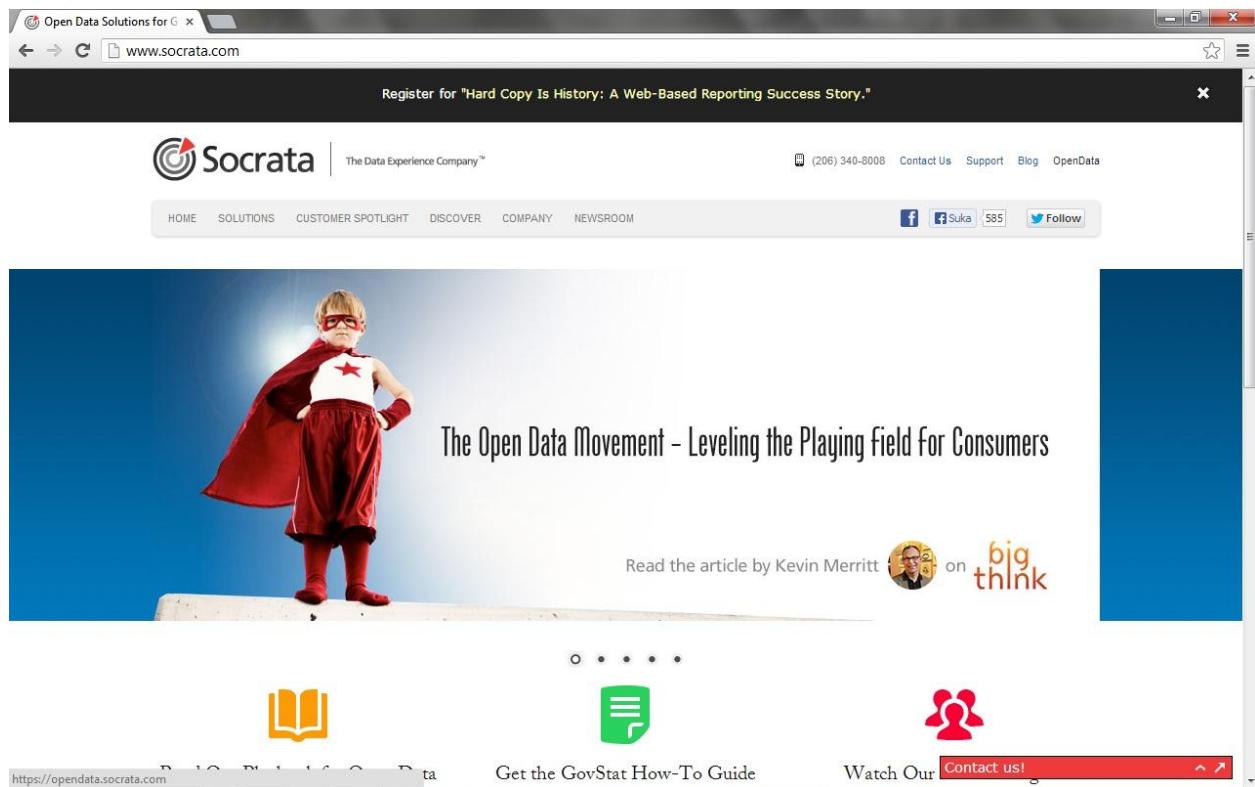 Open Data Solutions for G
www.socrata.com
Register for "Hard Copy Is History: A Web-Based Reporting Success Story."
Socrata The Data Experience Company™
(206) 340-8008 Contact Us Support Blog OpenData
HOME SOLUTIONS CUSTOMER SPOTLIGHT DISCOVER COMPANY NEWSROOM
Suka 585 Follow
The Open Data Movement – Leveling the Playing Field for Consumers
Read the article by Kevin Merritt on big think
Get the GovStat How-To Guide
Watch Our
Contact us!
https://opendata.socrata.com